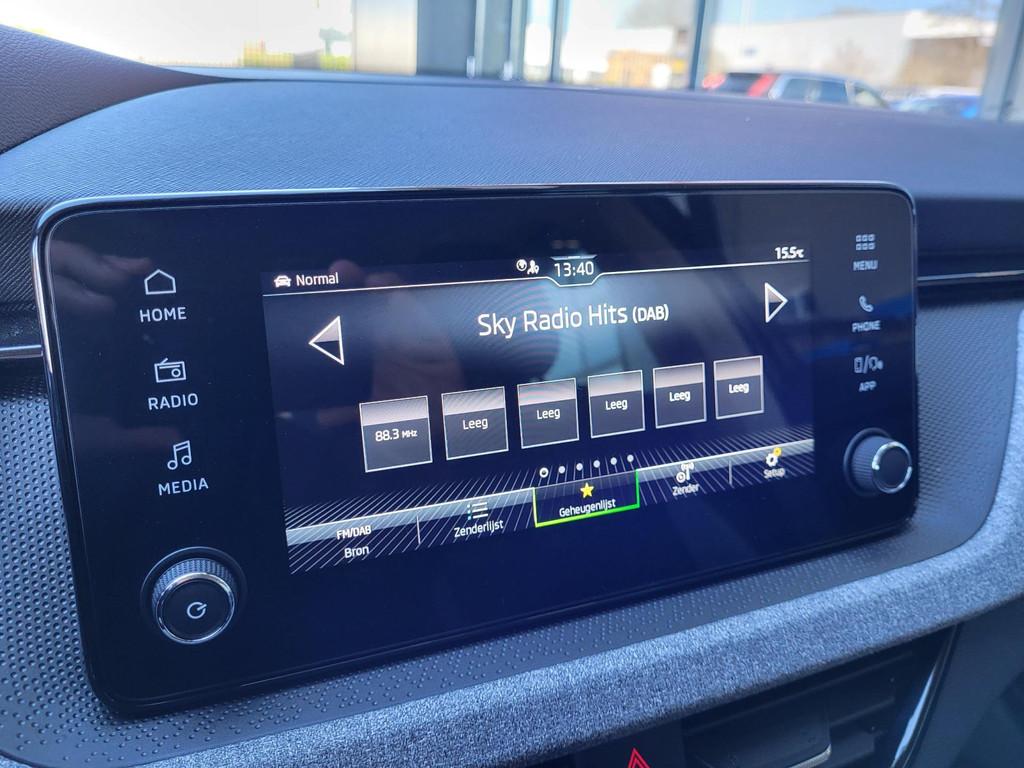 HOME
RADIO
MEDIA
Normal
13:40
15.5°C
Sky Radio Hits (DAB)
88.3 MHz
Leeg
Leeg
Leeg
Leeg
Leeg
FM/DAB
Bron
Zenderlijst
Geheugenlijst
Zender
Setup
MENU
PHONE
APP